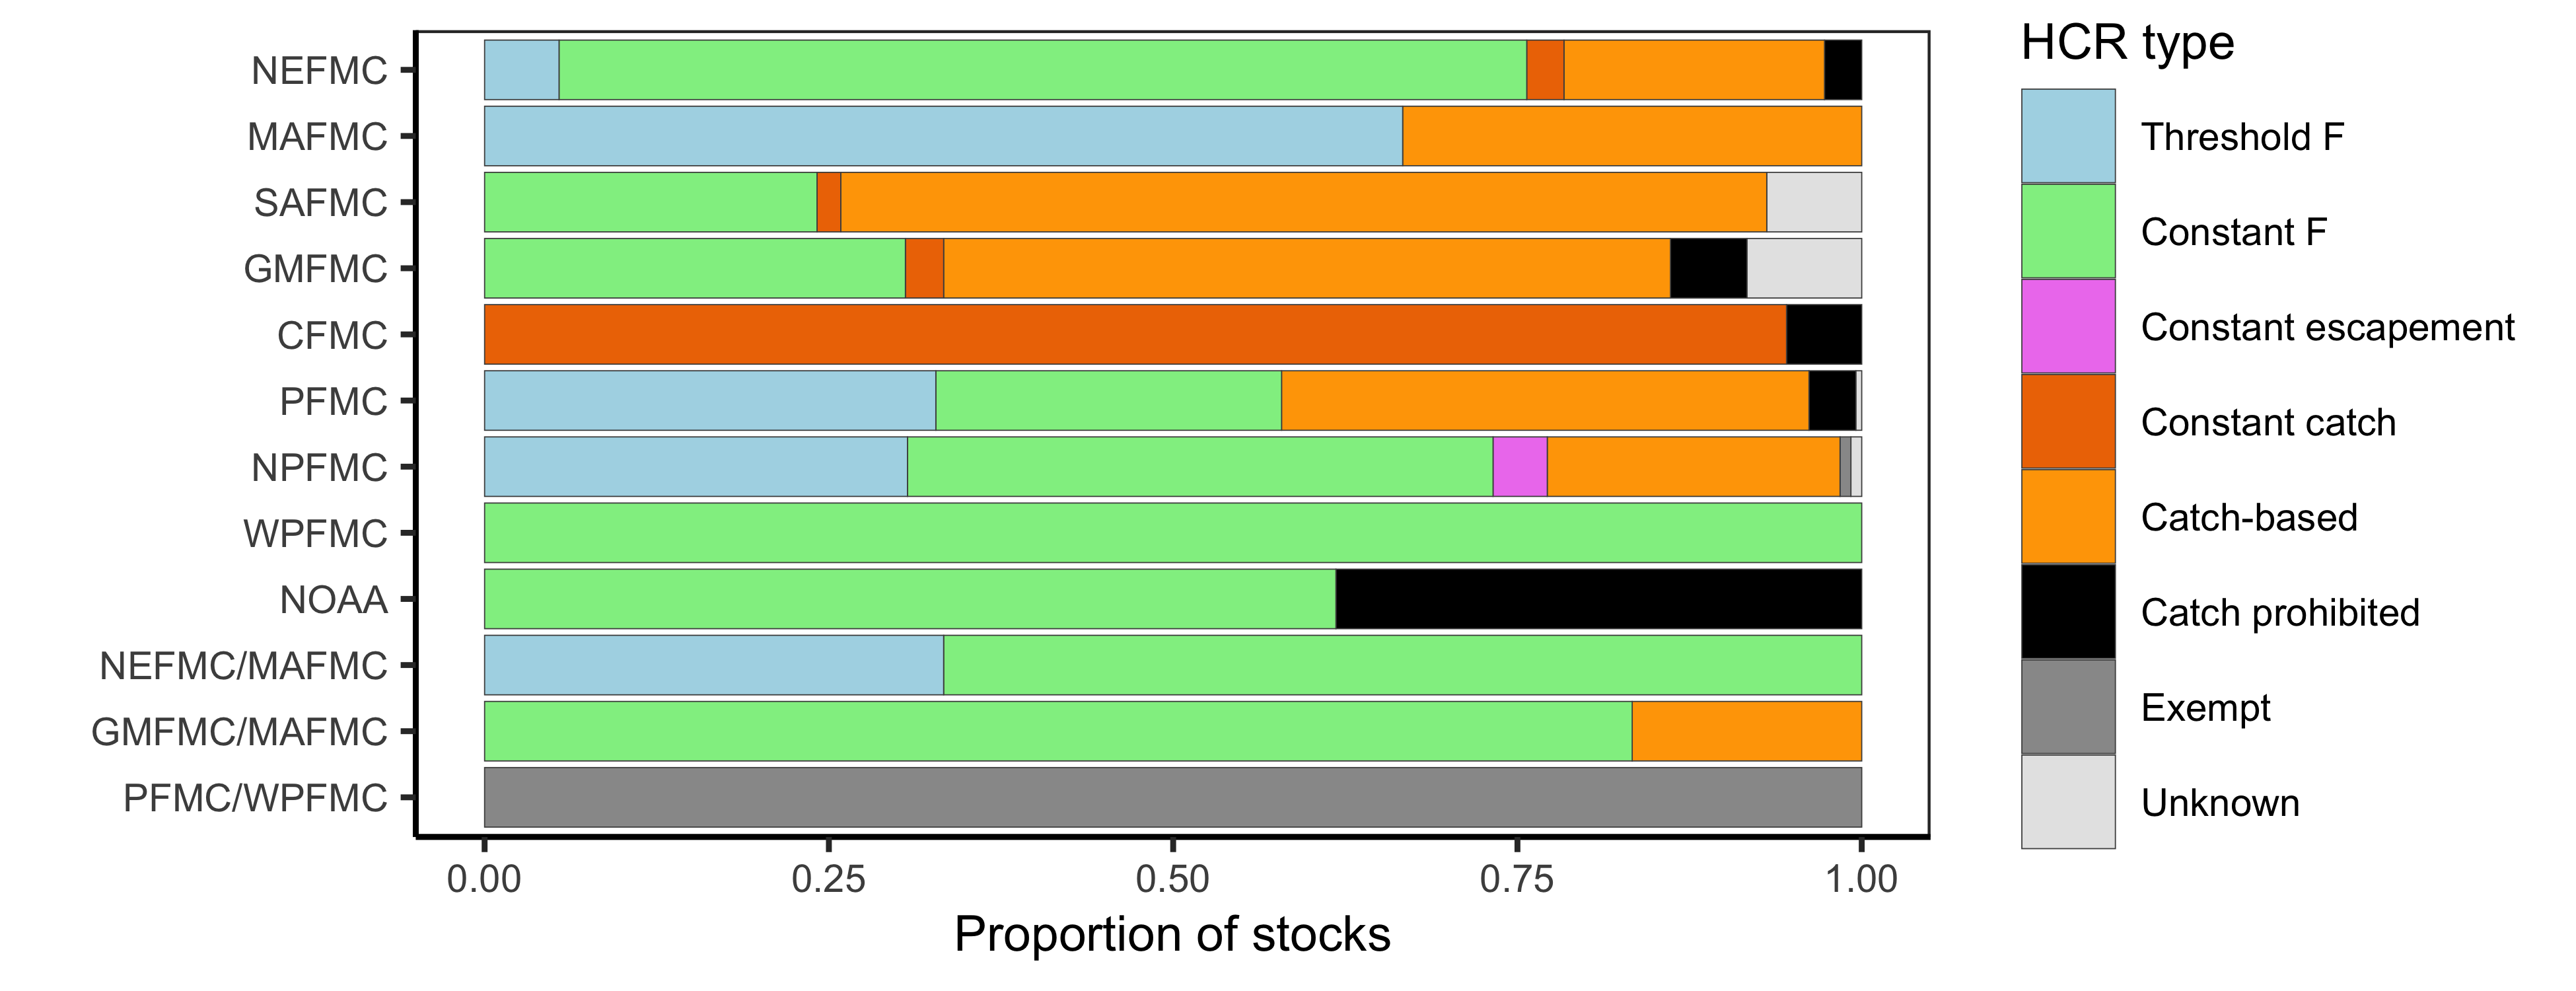 HCR type
NEFMC
MAFMC
SAFMC
GMFMC
CFMC
PFMC
NPFMC
WPFMC
NOAA
NEFMC/MAFMC
GMFMC/MAFMC
PFMC/WPFMC
0.00 0.25 0.50 0.75 1.00
Proportion of stocks
Threshold F
Constant F
Constant escapement
Constant catch
Catch-based
Catch prohibited
Exempt
Unknown